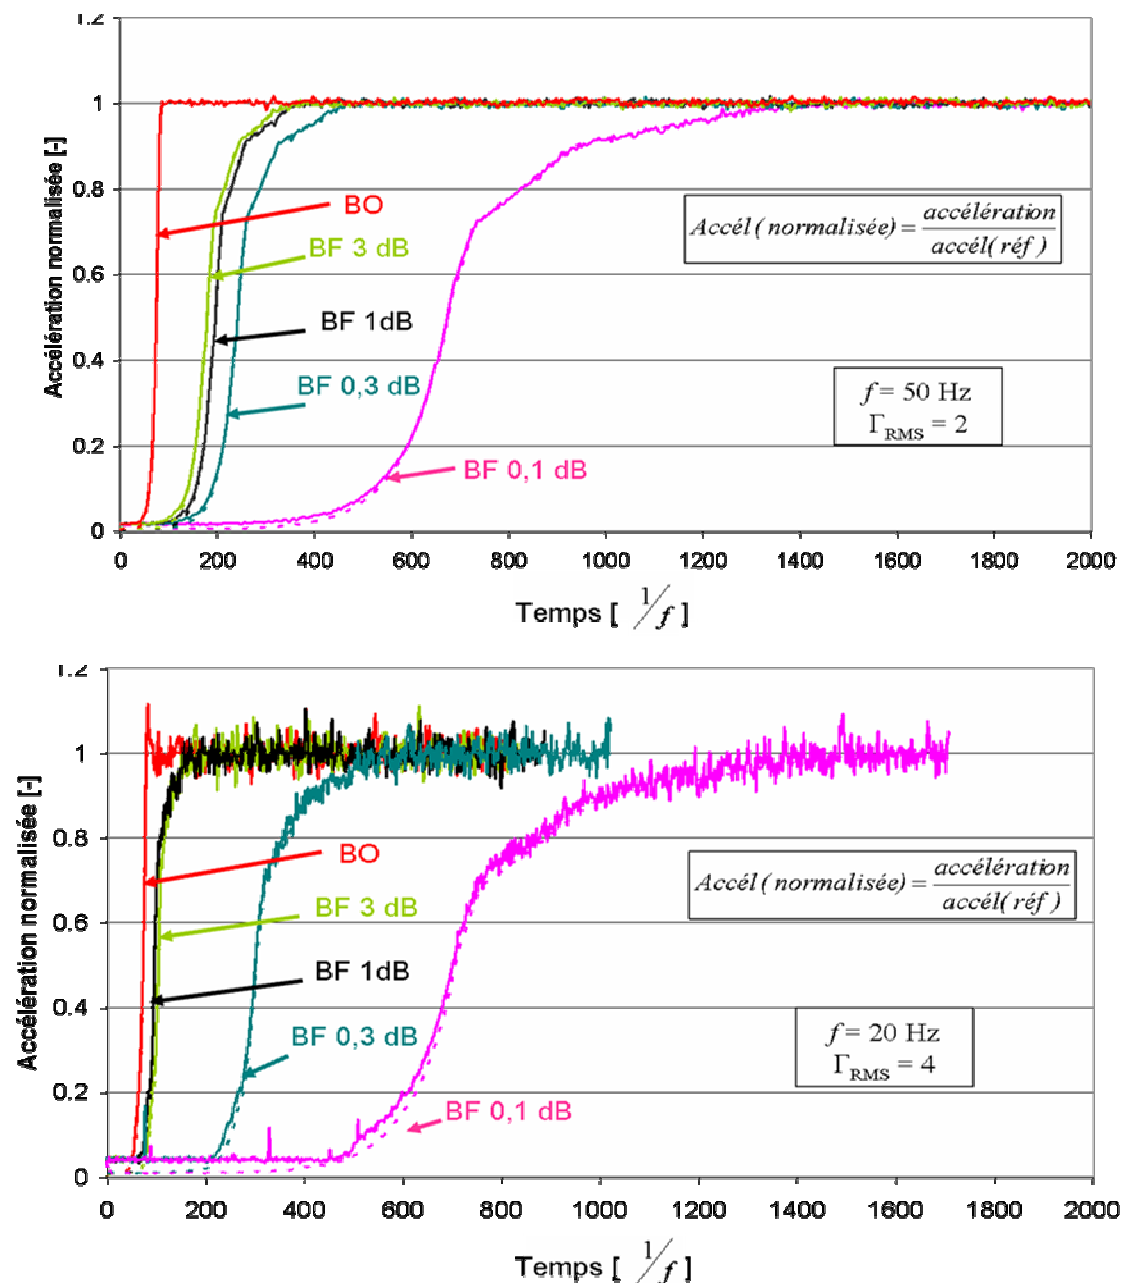 1.2
1
0.8
0.6
0.4
0.2
0
Accélération normalisée [-]
BO
BF 3 dB
BF 1dB
BF 0,3 dB
BF 0,1 dB
Accél ( normalisée) = accélération / accél( réf )
f = 50 Hz
ΓRMS = 2
0 200 400 600 800 1000 1200 1400 1600 1800 2000
Temps [ 1/f ]
1.2
1
0.8
0.6
0.4
0.2
0
Accélération normalisée [-]
BO
BF 3 dB
BF 1dB
BF 0,3 dB
BF 0,1 dB
Accél ( normalisée) = accélération / accél( réf )
f = 20 Hz
ΓRMS = 4
0 200 400 600 800 1000 1200 1400 1600 1800 2000
Temps [ 1/f ]